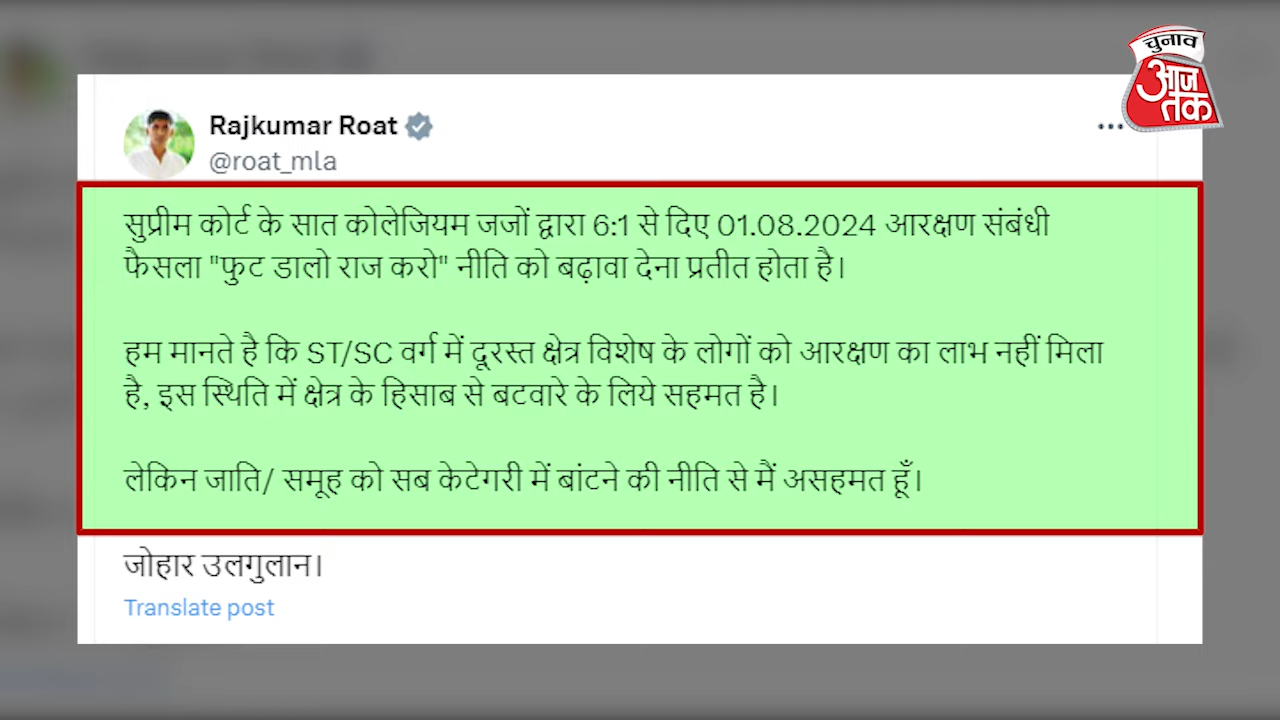 चुनाव
आज
तक
Rajkumar Roat
@roat_mla
सुप्रीम कोर्ट के सात कोलेजियम जजों द्वारा 6:1 से दिए 01.08.2024 आरक्षण संबंधी
फैसला "फुट डालो राज करो" नीति को बढ़ावा देना प्रतीत होता है।
हम मानते है कि ST/SC वर्ग में दूरस्त क्षेत्र विशेष के लोगों को आरक्षण का लाभ नहीं मिला
है, इस स्थिति में क्षेत्र के हिसाब से बटवारे के लिये सहमत है।
लेकिन जाति/ समूह को सब केटेगरी में बांटने की नीति से मैं असहमत हूँ।
जोहार उलगुलान।
Translate post